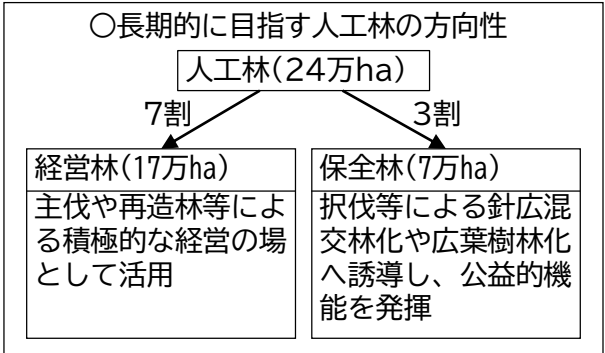 〇長期的に目指す人工林の方向性
人工林(24万ha)
7割
3割
経営林(17万ha)
主伐や再造林等によ
る積極的な経営の場
として活用
保全林(7万ha)
択伐等による針広混
交林化や広葉樹林化
へ誘導し、公益的機
能を発揮